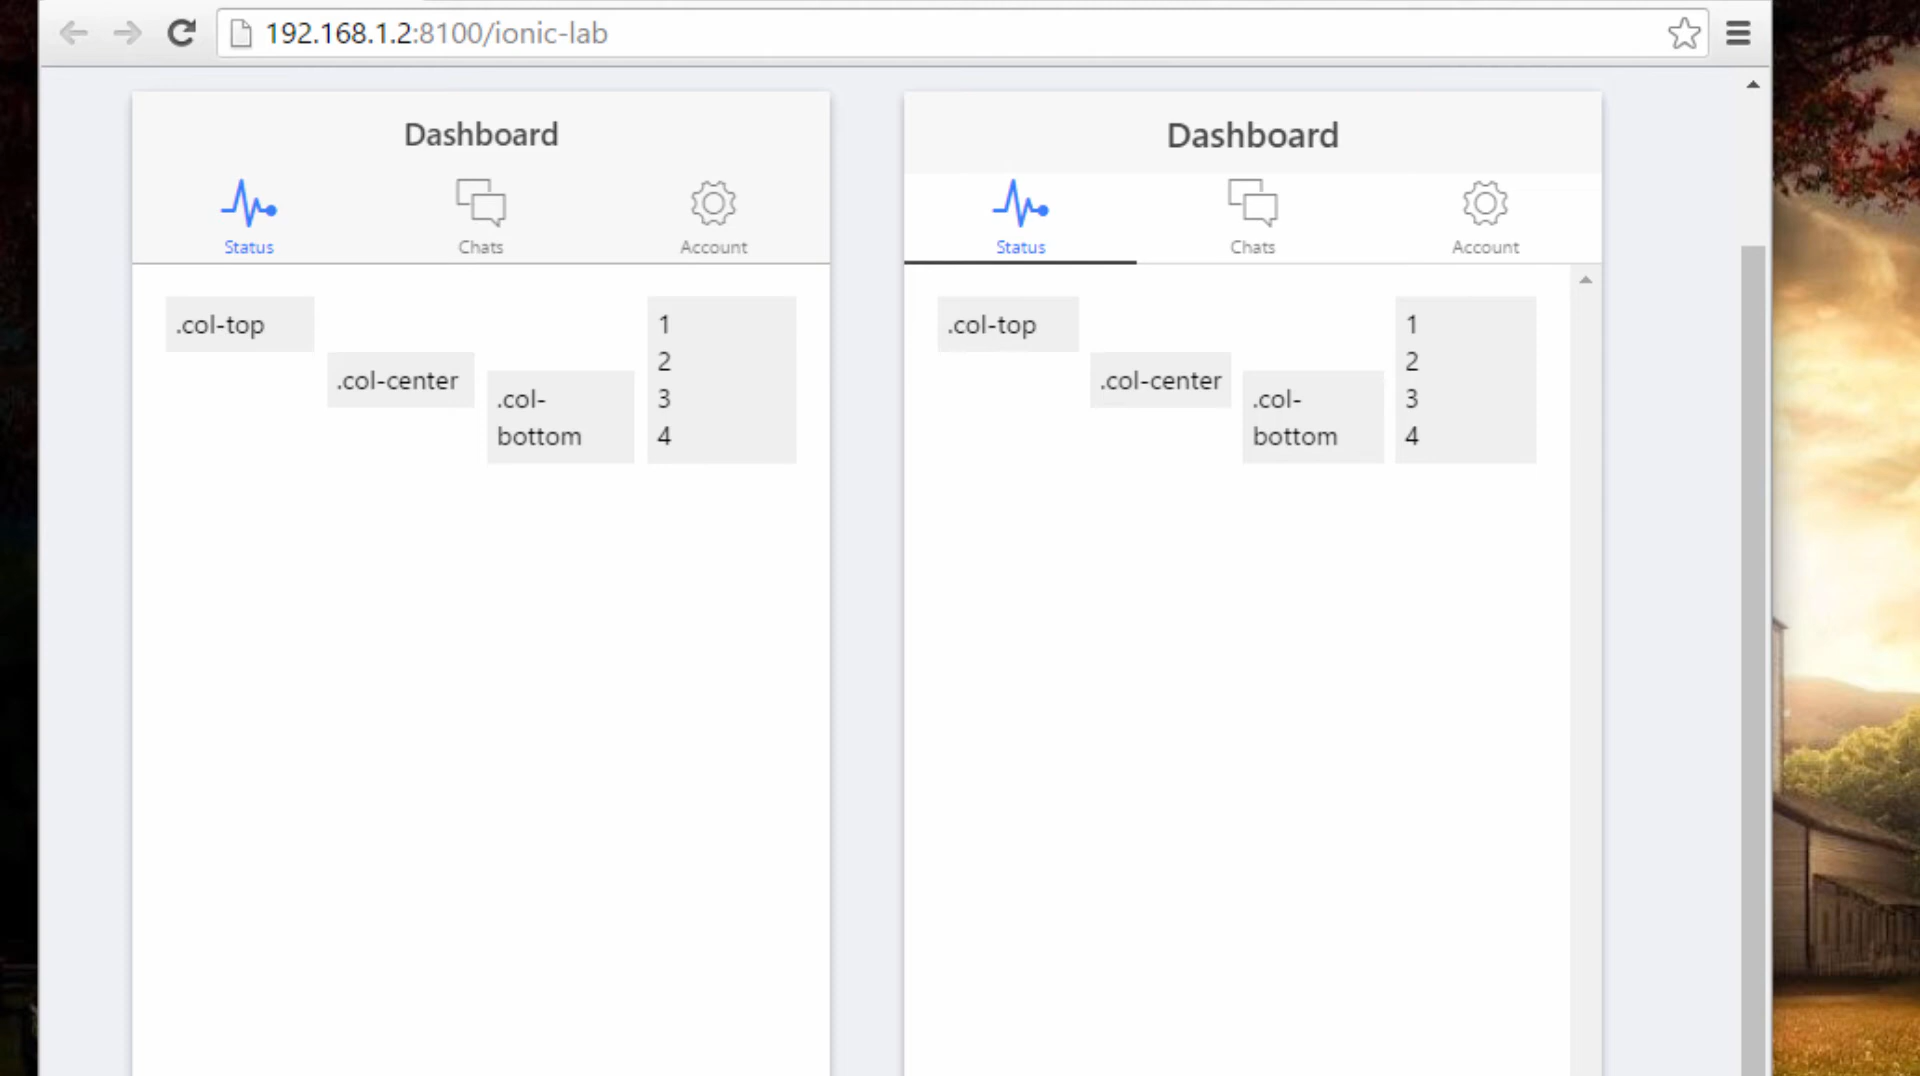 192.168.1.2:8100/ionic-lab
Dashboard
Status
Chats
Account
.col-top
.col-center
.col-
bottom
1
2
3
4
Dashboard
Status
Chats
Account
.col-top
.col-center
.col-
bottom
1
2
3
4